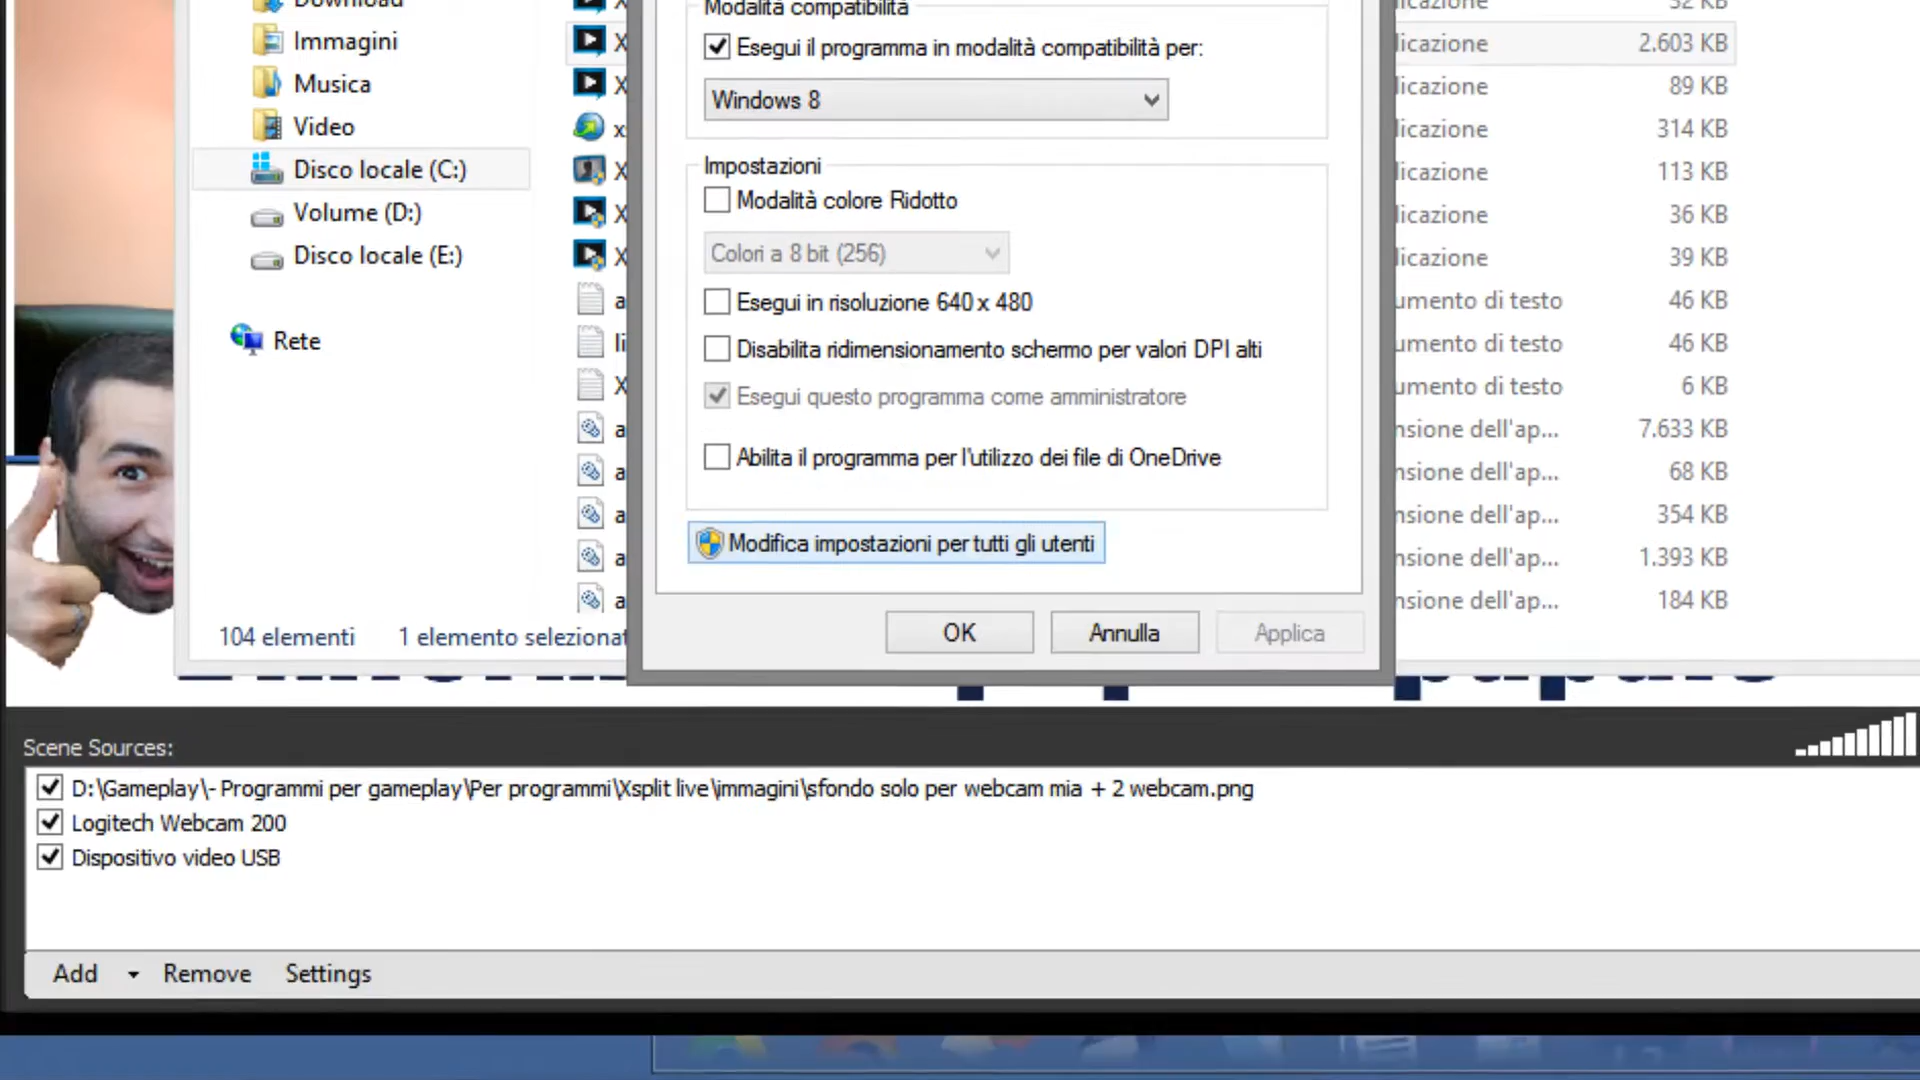 Download
Immagini
Musica
Video
Disco locale (C:)
Volume (D:)
Disco locale (E:)
Rete
104 elementi
Modalità compatibilità
Esegui il programma in modalità compatibilità per:
Windows 8
Impostazioni
Modalità colore Ridotto
Colori a 8 bit (256)
Esegui in risoluzione 640 x 480
Disabilita ridimensionamento schermo per valori DPI alti
Esegui questo programma come amministratore
Abilita il programma per l'utilizzo dei file di OneDrive
Modifica impostazioni per tutti gli utenti
OK Annulla Applica
1 elemento selezionat
licazione 52 KB
licazione 2.603 KB
licazione 89 KB
licazione 314 KB
licazione 113 KB
licazione 36 KB
licazione 39 KB
umento di testo 46 KB
umento di testo 46 KB
umento di testo 6 KB
nsione dell'ap... 7.633 KB
nsione dell'ap... 68 KB
nsione dell'ap... 354 KB
nsione dell'ap... 1.393 KB
nsione dell'ap... 184 KB
Scene Sources:
D:\Gameplay\- Programmi per gameplay\Per programmi\Xsplit live\immagini\sfondo solo per webcam mia + 2 webcam.png
Logitech Webcam 200
Dispositivo video USB
Add Remove Settings